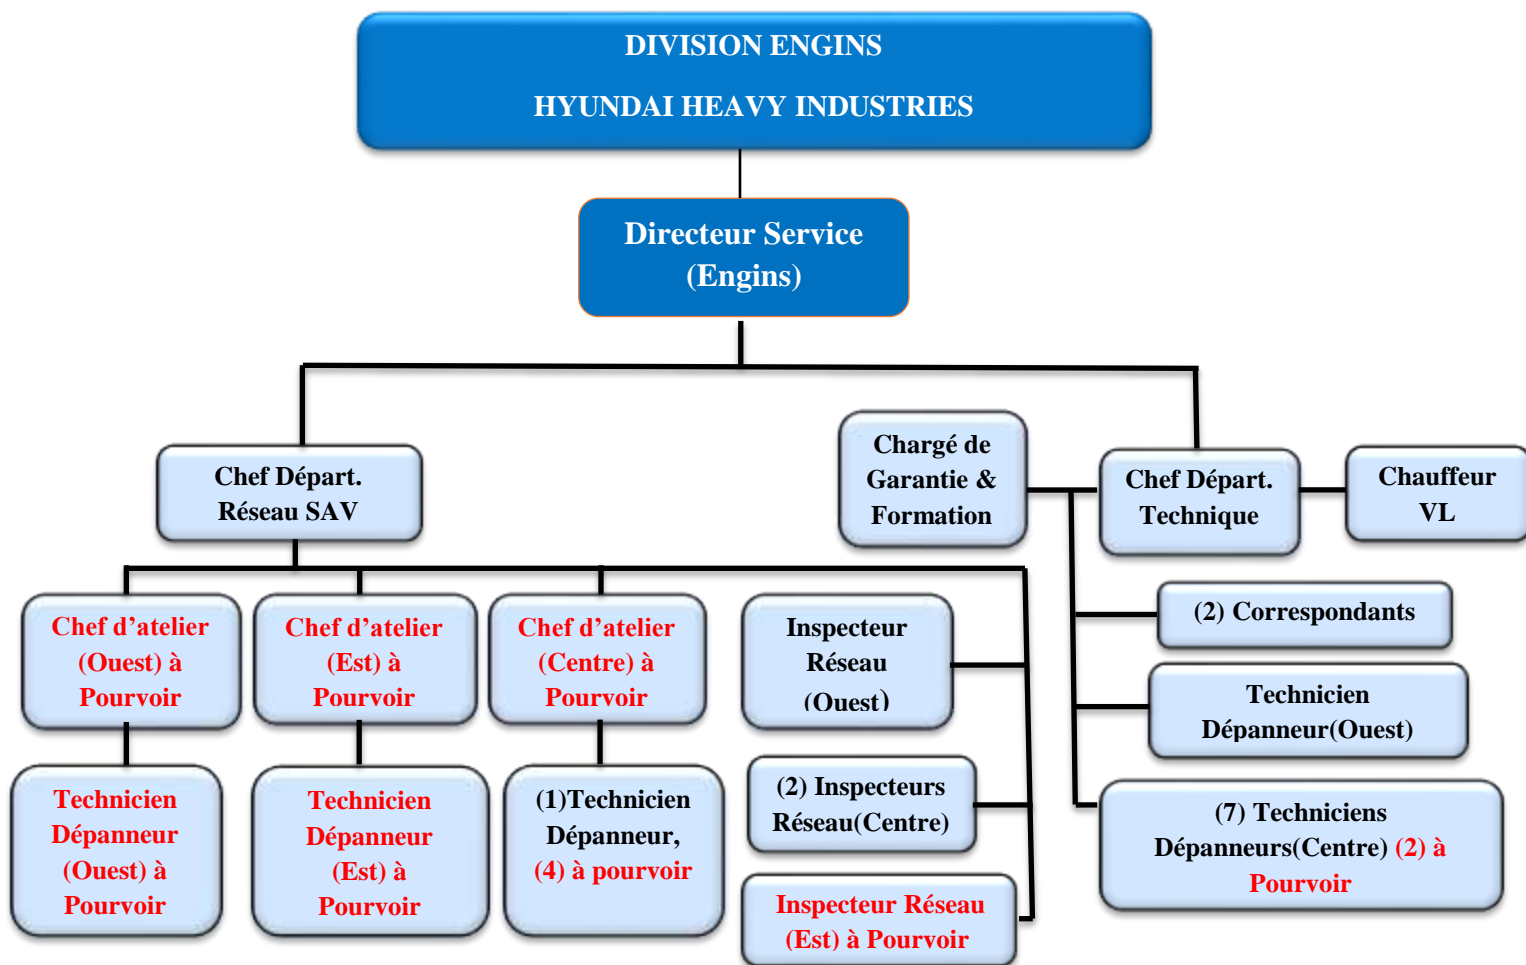 DIVISION ENGINS
HYUNDAI HEAVY INDUSTRIES
Directeur Service
(Engins)
Chef Départ.
Réseau SAV
Chargé de
Garantie &
Formation
Chef Départ.
Technique
Chauffeur
VL
Chef d’atelier
(Ouest) à
Pourvoir
Chef d’atelier
(Est) à
Pourvoir
Chef d’atelier
(Centre) à
Pourvoir
Inspecteur
Réseau
(Ouest)
(2) Correspondants
Technicien
Dépanneur(Ouest)
Technicien
Dépanneur
(Ouest) à
Pourvoir
Technicien
Dépanneur
(Est) à
Pourvoir
(1)Technicien
Dépanneur,
(4) à pourvoir
(2) Inspecteurs
Réseau(Centre)
(7) Techniciens
Dépanneurs(Centre) (2) à
Pourvoir
Inspecteur Réseau
(Est) à Pourvoir